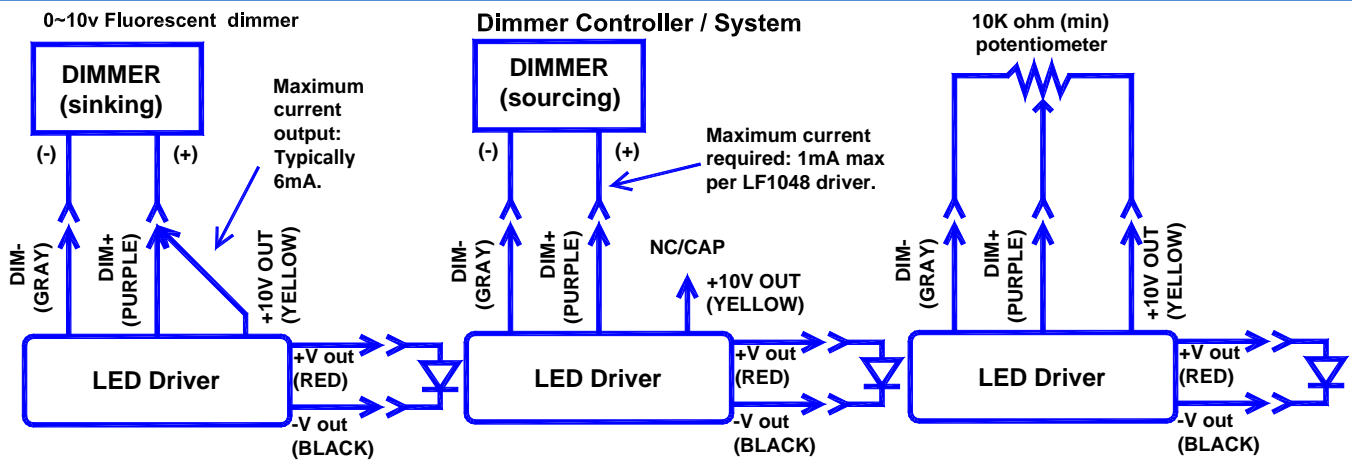 0~10v Fluorescent dimmer
DIMMER
(sinking)
(-)
(+)
Maximum
current
output:
Typically
6mA.
DIM-
(GRAY)
DIM+
(PURPLE)
+10V OUT
(YELLOW)
LED Driver
+V out
(RED)
-V out
(BLACK)
Dimmer Controller / System
DIMMER
(sourcing)
(-)
(+)
Maximum current
required: 1mA max
per LF1048 driver.
DIM-
(GRAY)
DIM+
(PURPLE)
NC/CAP
+10V OUT
(YELLOW)
LED Driver
+V out
(RED)
-V out
(BLACK)
10K ohm (min)
potentiometer
DIM-
(GRAY)
DIM+
(PURPLE)
+10V OUT
(YELLOW)
LED Driver
+V out
(RED)
-V out
(BLACK)